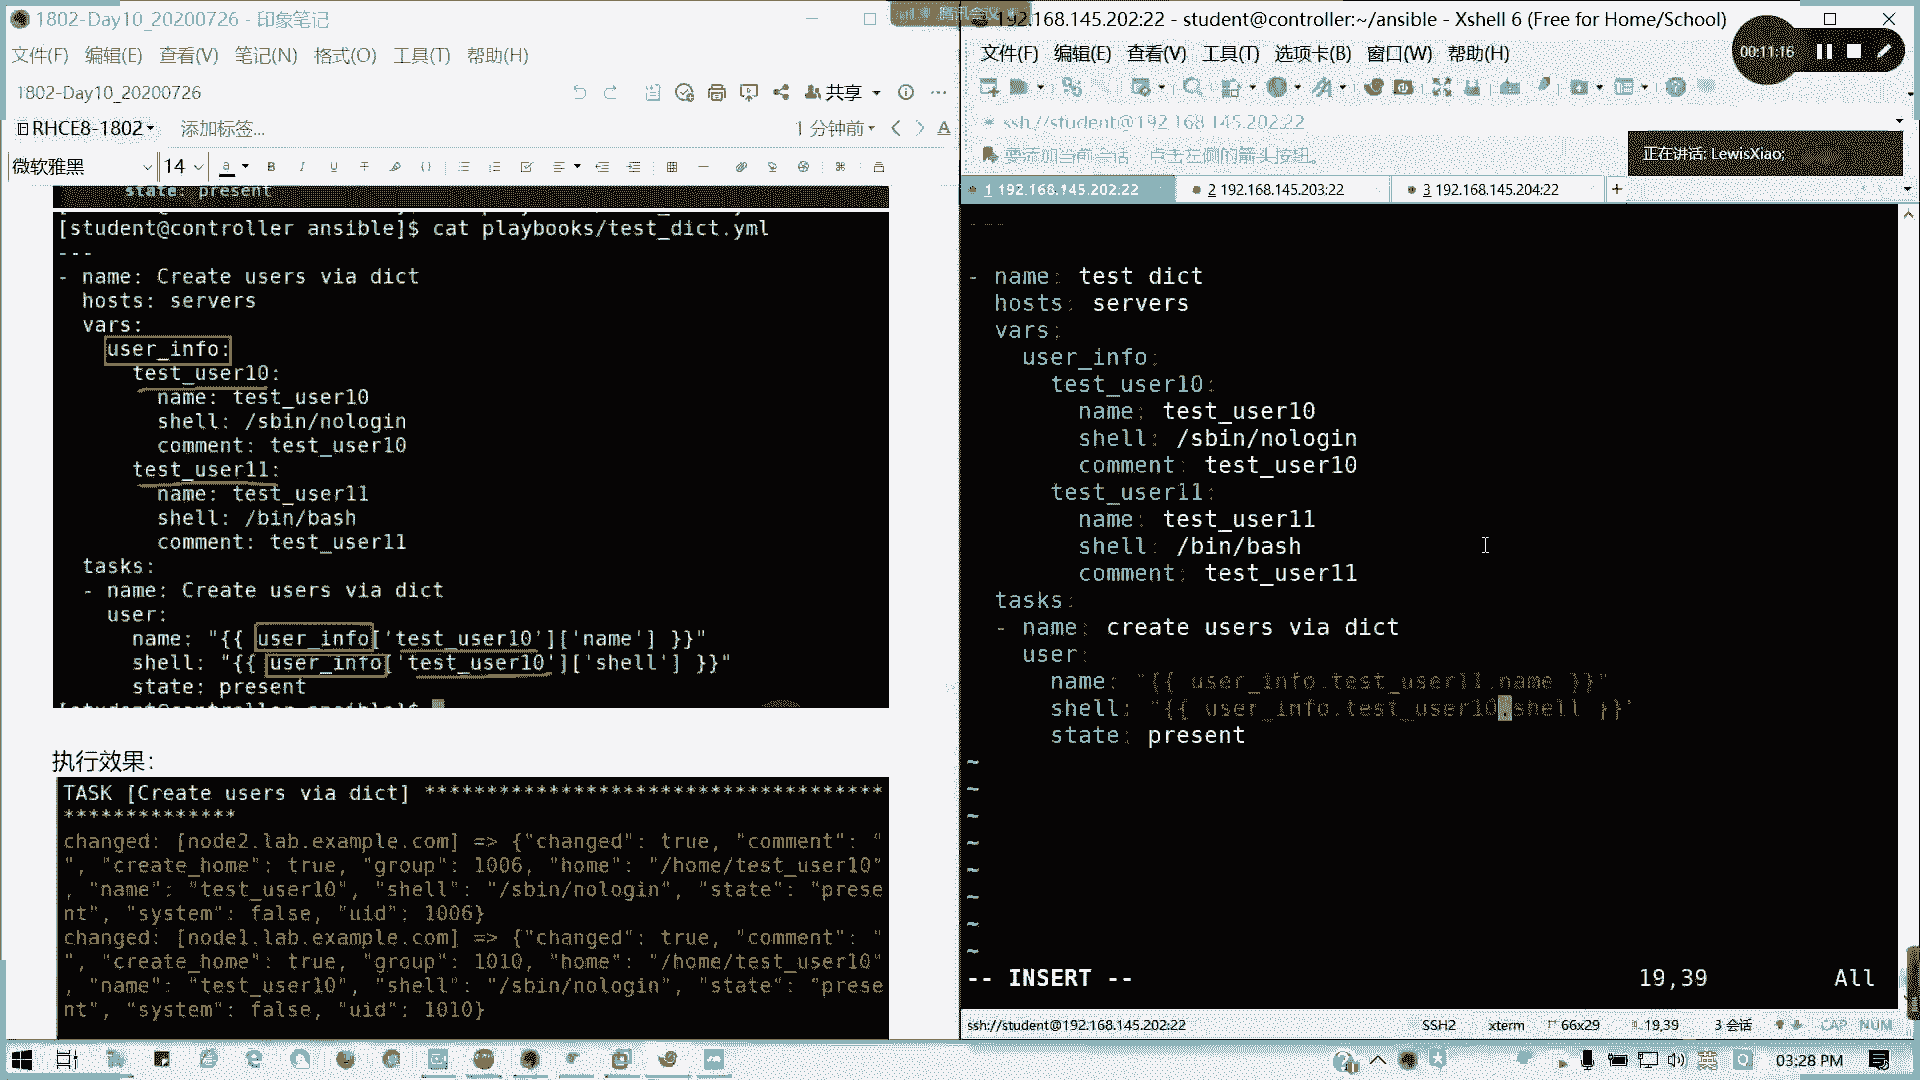 1802-Day10_20200726 - 印象笔记
文件(F) 编辑(E) 查看(V) 笔记(N) 格式(O) 工具(T) 帮助(H)
1802-Day10_20200726
共享
RHCE8-1802
添加标签...
1 分钟前
微软雅黑
14
state: present
[student@controller ansible]$ cat playbooks/test_dict.yml
---
- name: Create users via dict
hosts: servers
vars:
user_info:
test_user10:
name: test_user10
shell: /sbin/nologin
comment: test_user10
test_user11:
name: test_user11
shell: /bin/bash
comment: test_user11
tasks:
- name: Create users via dict
user:
name: "{{ user_info['test_user10']['name'] }}"
shell: "{{ user_info['test_user10']['shell'] }}"
state: present
执行效果：
TASK [Create users via dict] *************************************
**************
changed: [node2.lab.example.com] => {"changed": true, "comment": "
", "create_home": true, "group": 1006, "home": "/home/test_user10"
, "name": "test_user10", "shell": "/sbin/nologin", "state": "prese
nt", "system": false, "uid": 1006}
changed: [node1.lab.example.com] => {"changed": true, "comment": "
", "create_home": true, "group": 1010, "home": "/home/test_user10"
, "name": "test_user10", "shell": "/sbin/nologin", "state": "prese
nt", "system": false, "uid": 1010}
192.168.145.202:22 - student@controller:~/ansible - Xshell 6 (Free for Home/School)
文件(F) 编辑(E) 查看(V) 工具(T) 选项卡(B) 窗口(W) 帮助(H)
00:11:16
ssh://student@192.168.145.202:22
要添加当前会话，点击左侧的箭头按钮。
正在讲话: LewisXiao;
1 192.168.145.202:22
2 192.168.145.203:22
3 192.168.145.204:22
---
- name: test dict
hosts: servers
vars:
user_info:
test_user10:
name: test_user10
shell: /sbin/nologin
comment: test_user10
test_user11:
name: test_user11
shell: /bin/bash
comment: test_user11
tasks:
- name: create users via dict
user:
name: "{{ user_info.test_user11.name }}"
shell: "{{ user_info.test_user10.shell }}"
state: present
~
~
~
~
~
~
~
~
-- INSERT --
19,39
All
ssh://student@192.168.145.202:22
SSH2
xterm
66x29
19,39
3 会话
CAP NUM
03:28 PM